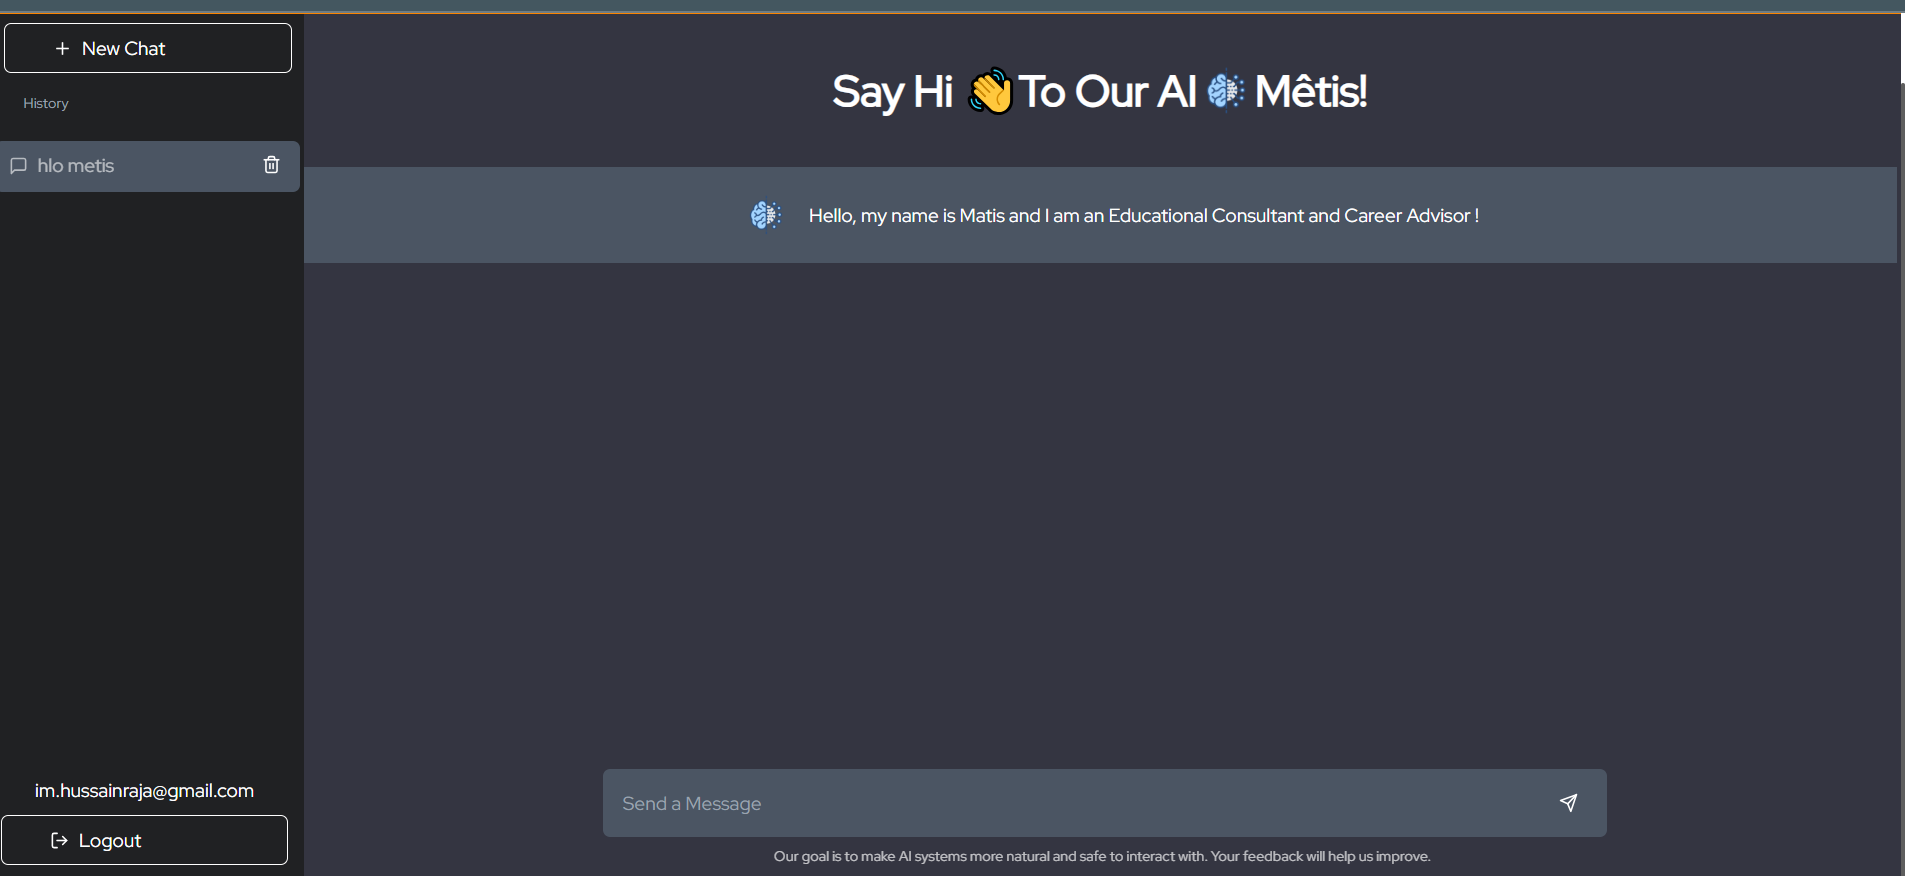 New Chat
History
hlo metis
im.hussainraja@gmail.com
Logout
Say Hi 👋 To Our AI Mêtis!
Hello, my name is Matis and I am an Educational Consultant and Career Advisor !
Send a Message
Our goal is to make AI systems more natural and safe to interact with. Your feedback will help us improve.